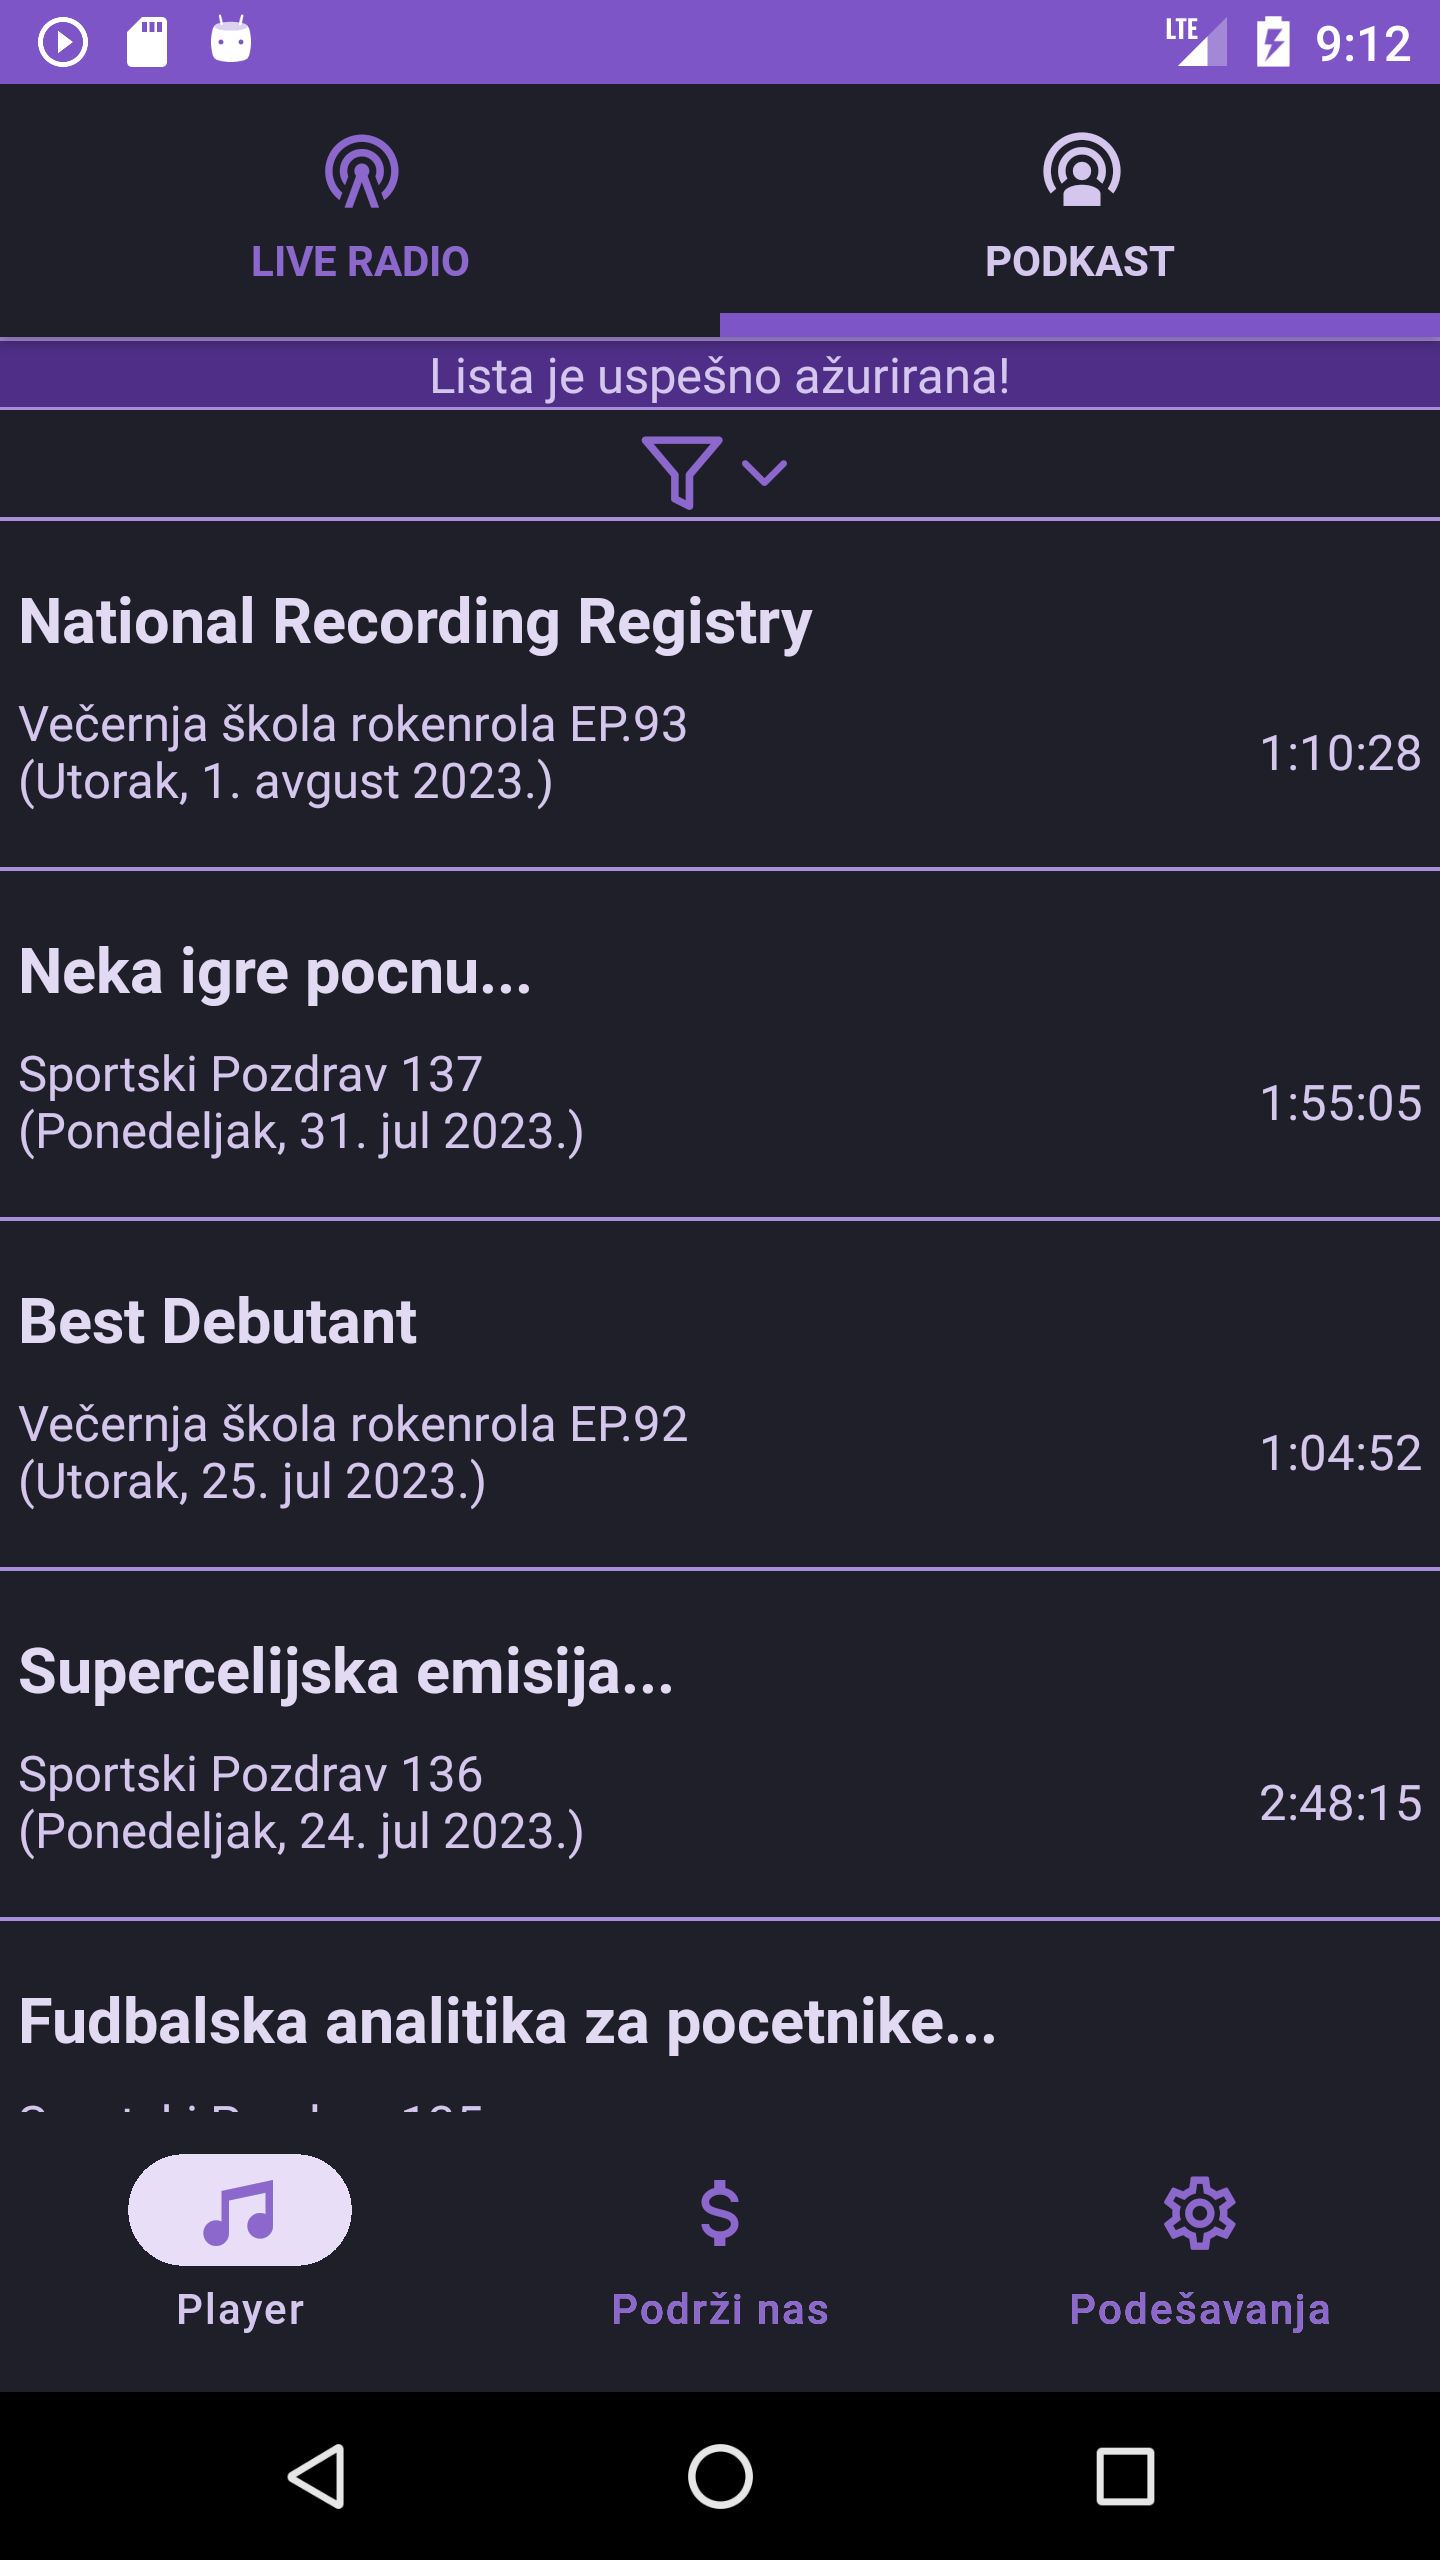 LTE 9:12
LIVE RADIO
PODKAST
Lista je uspešno ažurirana!
National Recording Registry
Večernja škola rokenrola EP.93
(Utorak, 1. avgust 2023.)
1:10:28
Neka igre pocnu...
Sportski Pozdrav 137
(Ponedeljak, 31. jul 2023.)
1:55:05
Best Debutant
Večernja škola rokenrola EP.92
(Utorak, 25. jul 2023.)
1:04:52
Supercelijska emisija...
Sportski Pozdrav 136
(Ponedeljak, 24. jul 2023.)
2:48:15
Fudbalska analitika za pocetnike...
Player
Podrži nas
Podešavanja